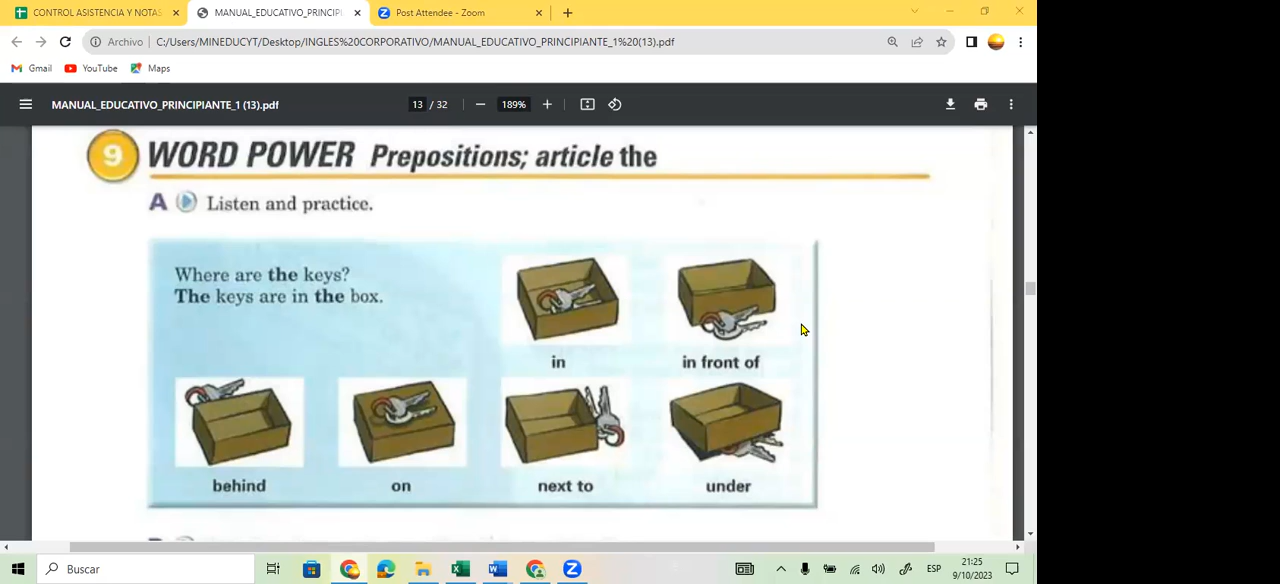 CONTROL ASISTENCIA Y NOTAS
MANUAL_EDUCATIVO_PRINCIPI
Post Attendee - Zoom
Archivo
C:/Users/MINEDUCYT/Desktop/INGLES%20CORPORATIVO/MANUAL_EDUCATIVO_PRINCIPIANTE_1%20(13).pdf
Gmail
YouTube
Maps
MANUAL_EDUCATIVO_PRINCIPIANTE_1 (13).pdf
13 / 32
189%
9 WORD POWER Prepositions; article the
A Listen and practice.
Where are the keys?
The keys are in the box.
in
in front of
behind
on
next to
under
Buscar
ESP
21:25
9/10/2023